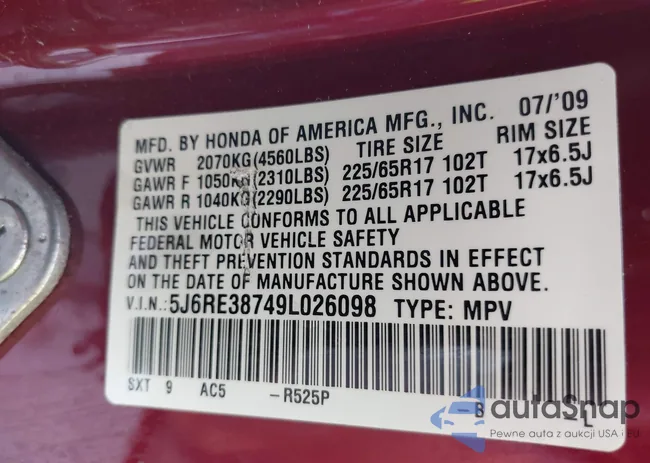 MFD. BY HONDA OF AMERICA MFG., INC. 07/'09
GVWR 2070KG(4560LBS) TIRE SIZE RIM SIZE
GAWR F 1050KG(2310LBS) 225/65R17 102T 17x6.5J
GAWR R 1040KG(2290LBS) 225/65R17 102T 17x6.5J
THIS VEHICLE CONFORMS TO ALL APPLICABLE
FEDERAL MOTOR VEHICLE SAFETY
AND THEFT PREVENTION STANDARDS IN EFFECT
ON THE DATE OF MANUFACTURE SHOWN ABOVE.
V.I.N.: 5J6RE38749L026098 TYPE: MPV
SXT 9 AC5 -R525P -B L
autoSnap
Pewne auta z aukcji USA · EU